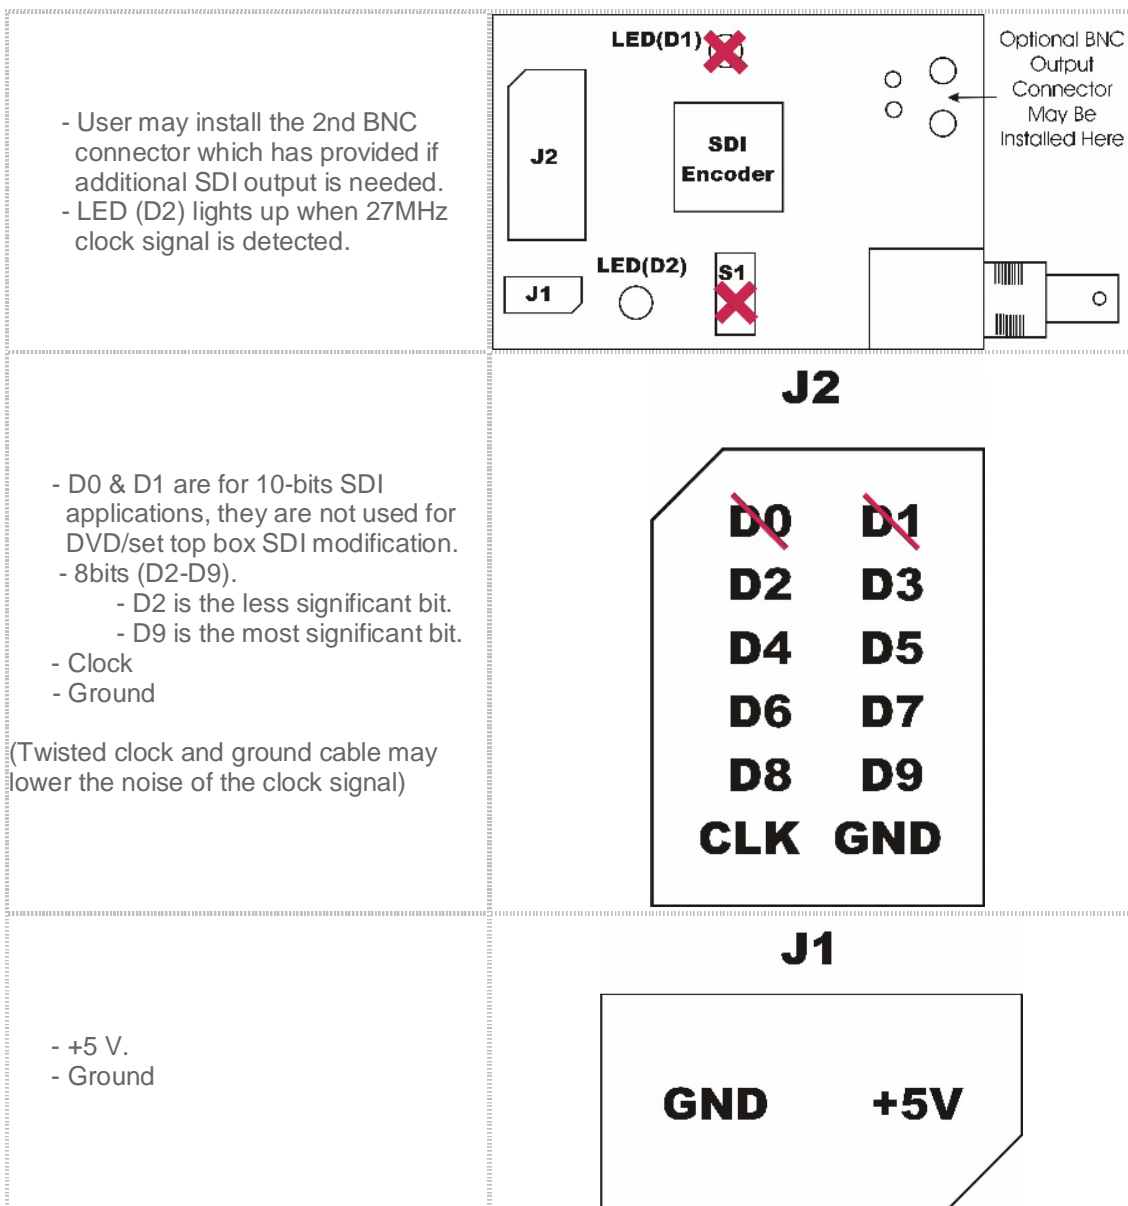 - User may install the 2nd BNC
connector which has provided if
additional SDI output is needed.
- LED (D2) lights up when 27MHz
clock signal is detected.
LED(D1)
J2
SDI
Encoder
LED(D2)
S1
J1
Optional BNC
Output
Connector
May Be
Installed Here
- D0 & D1 are for 10-bits SDI
applications, they are not used for
DVD/set top box SDI modification.
- 8bits (D2-D9).
- D2 is the less significant bit.
- D9 is the most significant bit.
- Clock
- Ground
(Twisted clock and ground cable may
lower the noise of the clock signal)
J2
D0 D1
D2 D3
D4 D5
D6 D7
D8 D9
CLK GND
- +5 V.
- Ground
J1
GND +5V